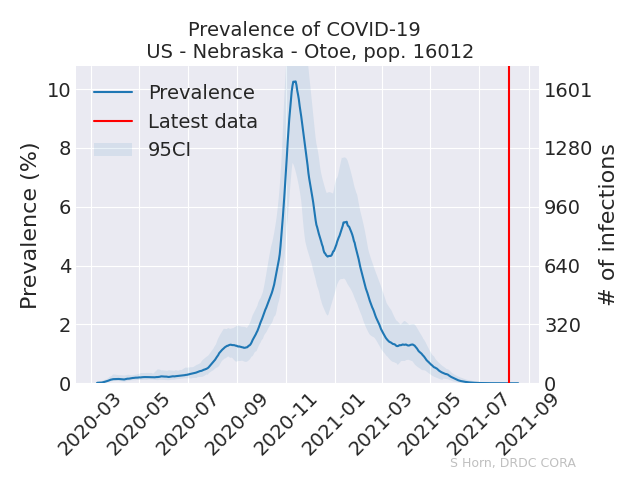 Prevalence of COVID-19
US - Nebraska - Otoe, pop. 16012
Prevalence
Latest data
95CI
Prevalence (%)
10
8
6
4
2
0
# of infections
1601
1280
960
640
320
0
2020-03
2020-05
2020-07
2020-09
2020-11
2021-01
2021-03
2021-05
2021-07
2021-09
S Horn, DRDC CORA